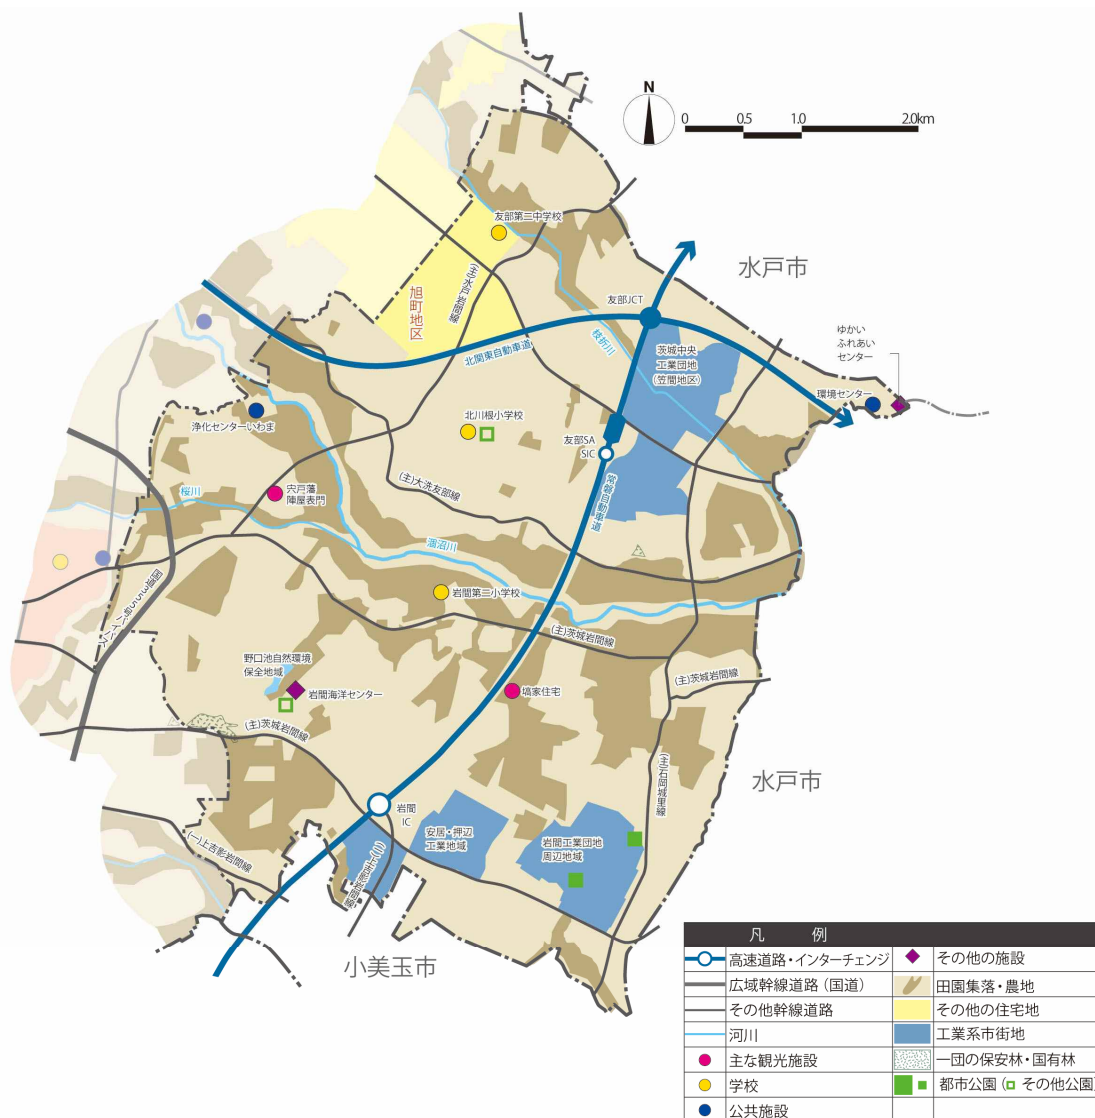 N
0 0.5 1.0 2.0km
水戸市
友部第二中学校
(主)水戸岩間線
旭町地区
友部JCT
枝折川
北関東自動車道
茨城中央
工業団地
(笠間地区)
ゆかい
ふれあい
センター
環境センター
浄化センターいわま
北川根小学校
友部SA
SIC
(主)大洗友部線
常磐自動車道
宍戸藩
陣屋表門
桜川
涸沼川
国道355号バイパス
岩間第二小学校
(主)茨城岩間線
野口池自然環境
保全地域
岩間海洋センター
塙家住宅
(主)茨城岩間線
(主)茨城岩間線
(主)石岡城里線
水戸市
岩間
IC
安居・押辺
工業地域
岩間工業団地
周辺地域
(一)上吉影岩間線
小美玉市
凡例
高速道路・インターチェンジ
その他の施設
広域幹線道路（国道）
田園集落・農地
その他幹線道路
その他の住宅地
河川
工業系市街地
主な観光施設
一団の保安林・国有林
学校
都市公園（ その他公園）
公共施設